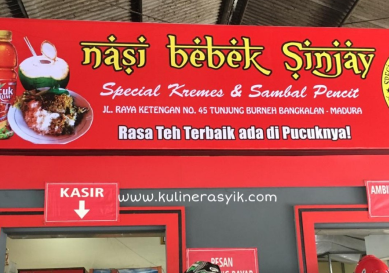 nasi bebek Sinjay
Special Kremes & Sambal Pencit
JL. RAYA KETENGAN NO. 45 TUNJUNG BURNEH BANGKALAN - MADURA
Rasa Teh Terbaik ada di Pucuknya!
KASIR
www.kulinerasyik.com
PESAN